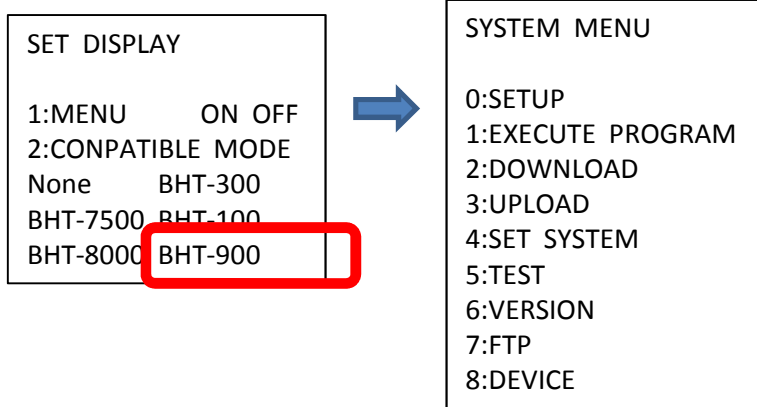 SET DISPLAY
1:MENU ON OFF
2:CONPATIBLE MODE
None BHT-300
BHT-7500 BHT-100
BHT-8000 BHT-900
SYSTEM MENU
0:SETUP
1:EXECUTE PROGRAM
2:DOWNLOAD
3:UPLOAD
4:SET SYSTEM
5:TEST
6:VERSION
7:FTP
8:DEVICE